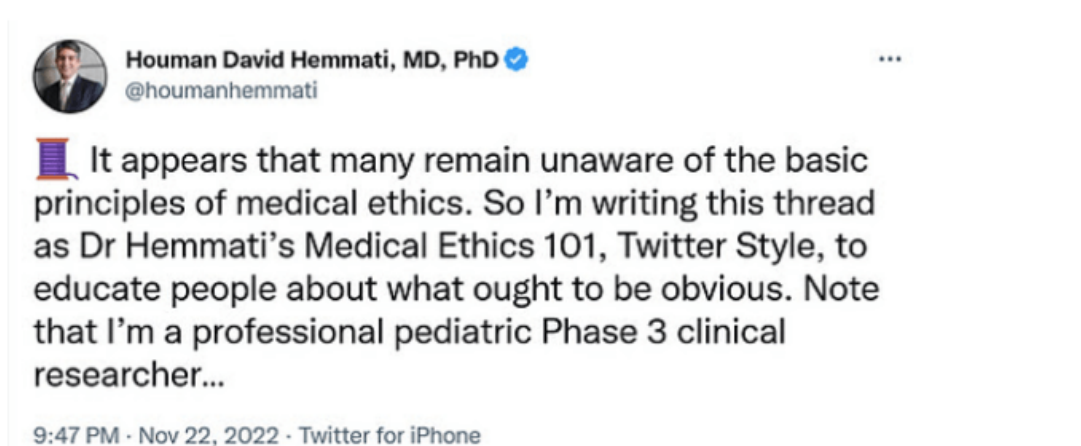 Houman David Hemmati, MD, PhD
@houmanhemmati
It appears that many remain unaware of the basic
principles of medical ethics. So I’m writing this thread
as Dr Hemmati’s Medical Ethics 101, Twitter Style, to
educate people about what ought to be obvious. Note
that I’m a professional pediatric Phase 3 clinical
researcher...
9:47 PM · Nov 22, 2022 · Twitter for iPhone